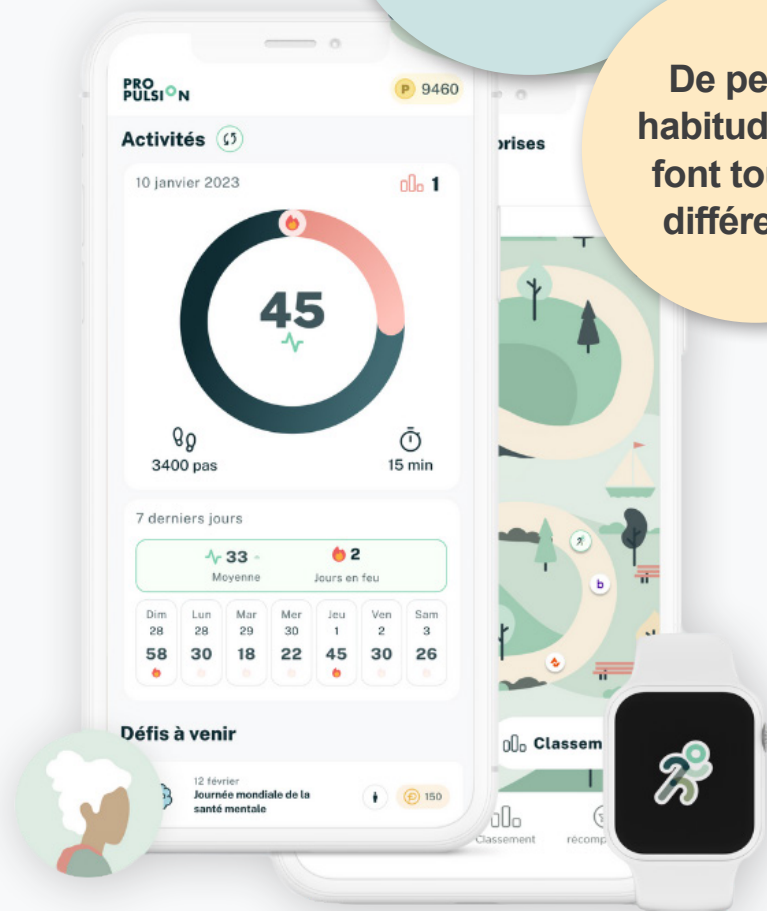 PRO
PULSION
P 9460
Activités
10 janvier 2023
1
45
3400 pas
15 min
7 derniers jours
33 -
2
Moyenne
Jours en feu
Dim Lun Mar Mer Jeu Ven Sam
28 28 29 30 1 2 3
58 30 18 22 45 30 26
Défis à venir
12 février
Journée mondiale de la
santé mentale
150
prises
b
Classem
Classement
récomp
De pe
habitud
font to
différe